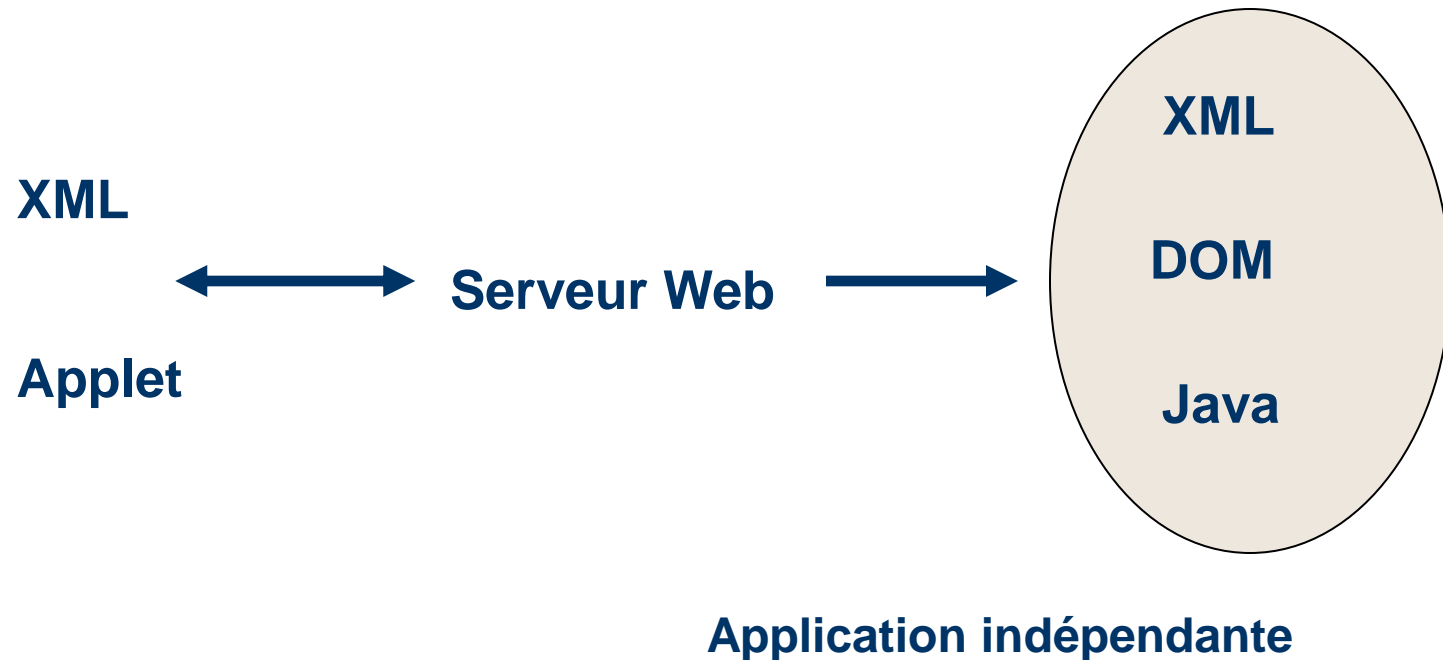 XML
Applet
Serveur Web
XML
DOM
Java
Application indépendante